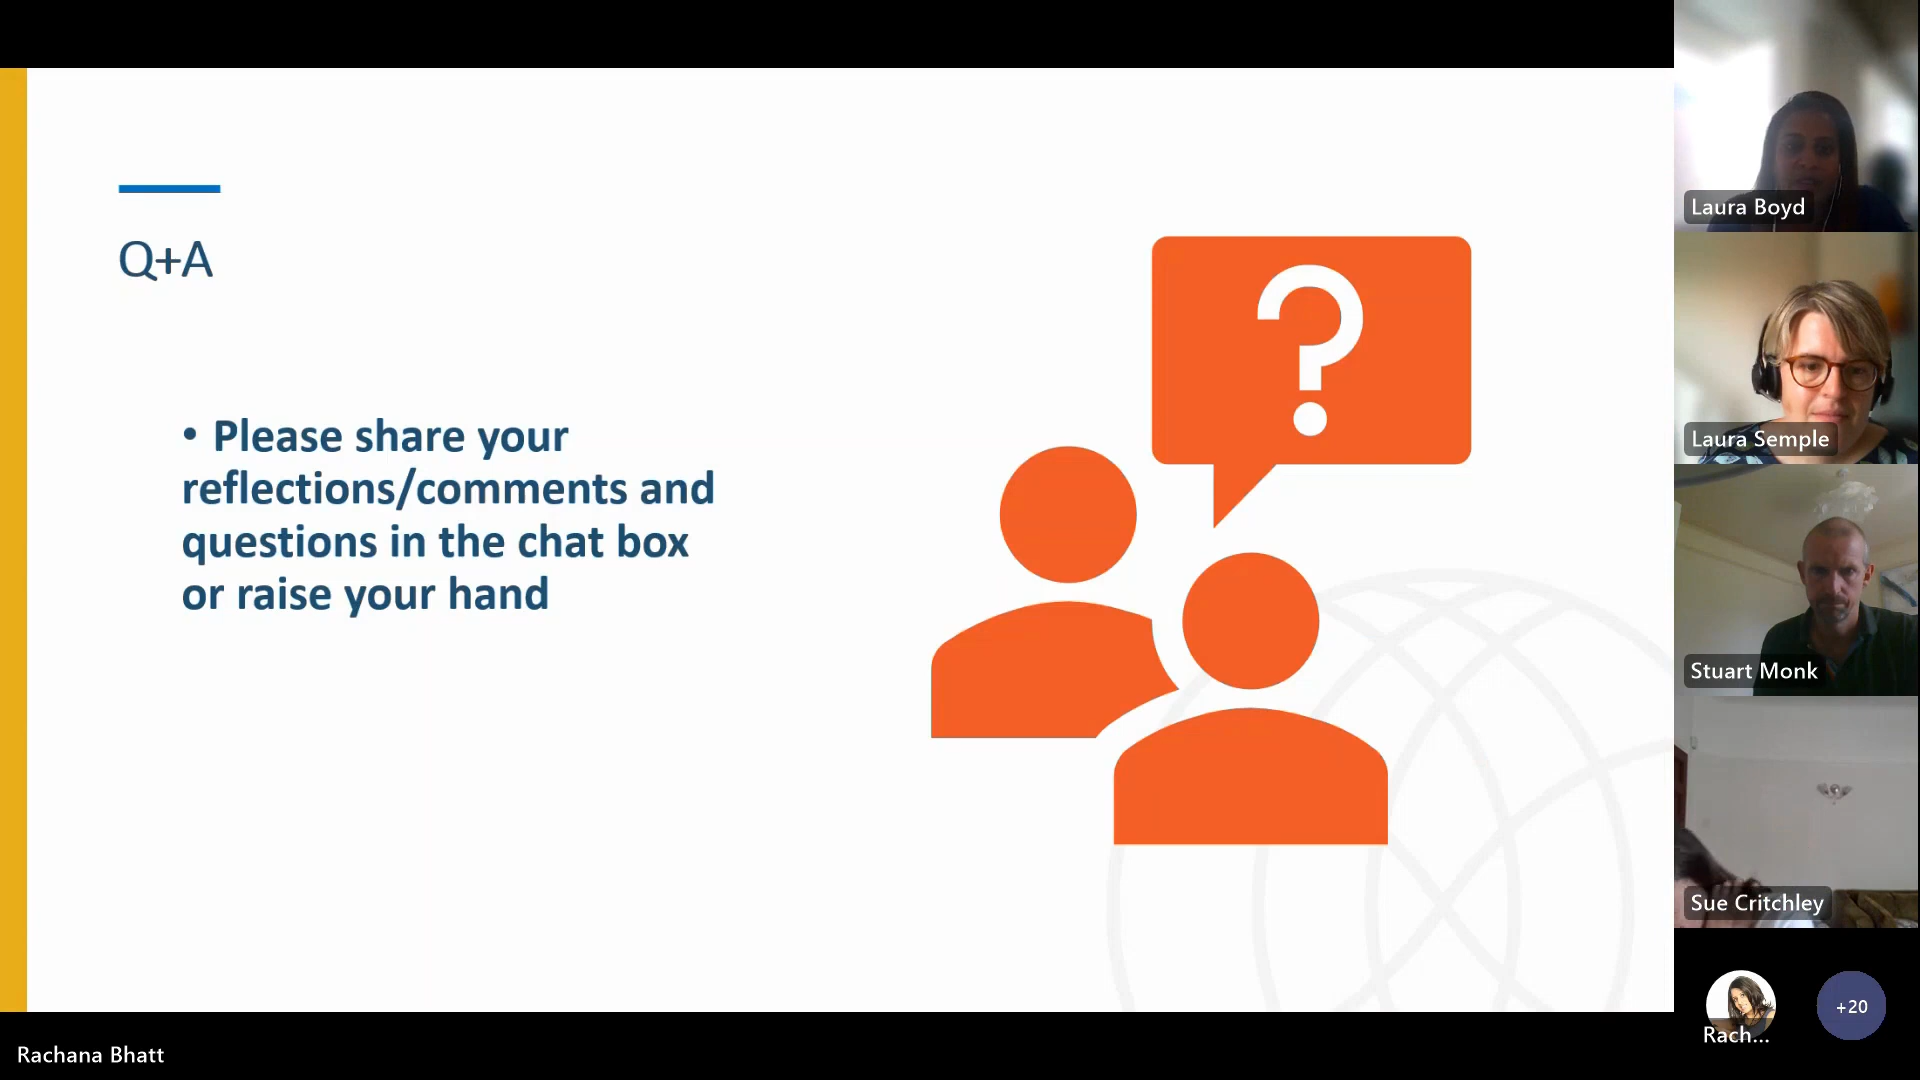 Q+A
• Please share your
reflections/comments and
questions in the chat box
or raise your hand
Laura Boyd
Laura Semple
Stuart Monk
Sue Critchley
Rach...
+20
Rachana Bhatt